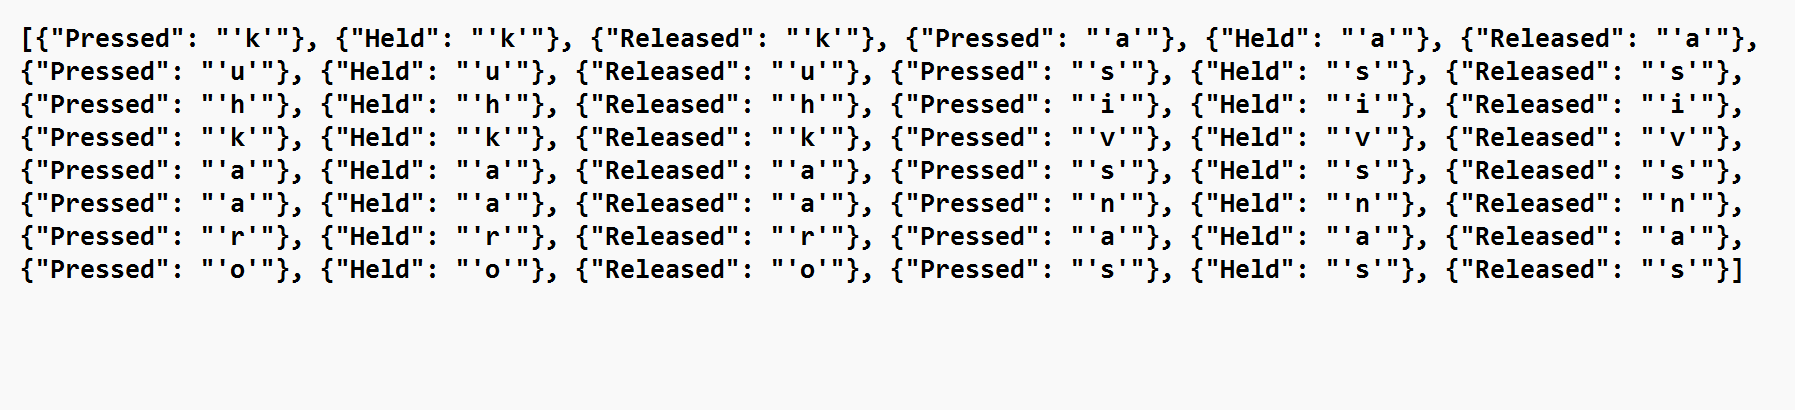 [{"Pressed": "'k'"}, {"Held": "'k'"}, {"Released": "'k'"}, {"Pressed": "'a'"}, {"Held": "'a'"}, {"Released": "'a'"},
{"Pressed": "'u'"}, {"Held": "'u'"}, {"Released": "'u'"}, {"Pressed": "'s'"}, {"Held": "'s'"}, {"Released": "'s'"},
{"Pressed": "'h'"}, {"Held": "'h'"}, {"Released": "'h'"}, {"Pressed": "'i'"}, {"Held": "'i'"}, {"Released": "'i'"},
{"Pressed": "'k'"}, {"Held": "'k'"}, {"Released": "'k'"}, {"Pressed": "'v'"}, {"Held": "'v'"}, {"Released": "'v'"},
{"Pressed": "'a'"}, {"Held": "'a'"}, {"Released": "'a'"}, {"Pressed": "'s'"}, {"Held": "'s'"}, {"Released": "'s'"},
{"Pressed": "'a'"}, {"Held": "'a'"}, {"Released": "'a'"}, {"Pressed": "'n'"}, {"Held": "'n'"}, {"Released": "'n'"},
{"Pressed": "'r'"}, {"Held": "'r'"}, {"Released": "'r'"}, {"Pressed": "'a'"}, {"Held": "'a'"}, {"Released": "'a'"},
{"Pressed": "'o'"}, {"Held": "'o'"}, {"Released": "'o'"}, {"Pressed": "'s'"}, {"Held": "'s'"}, {"Released": "'s'"}]